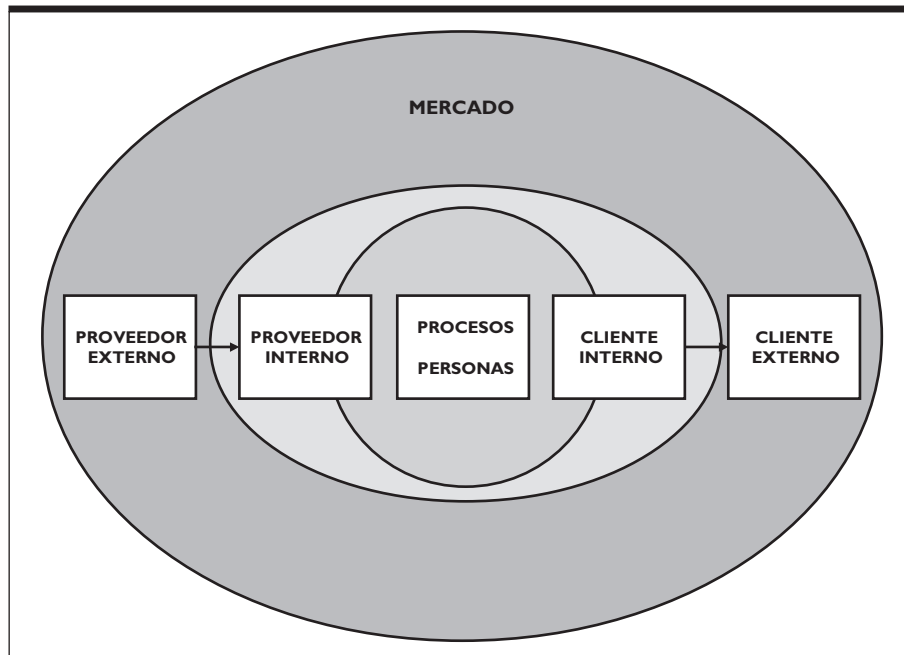 MERCADO
PROVEEDOR
EXTERNO
PROVEEDOR
INTERNO
PROCESOS
PERSONAS
CLIENTE
INTERNO
CLIENTE
EXTERNO